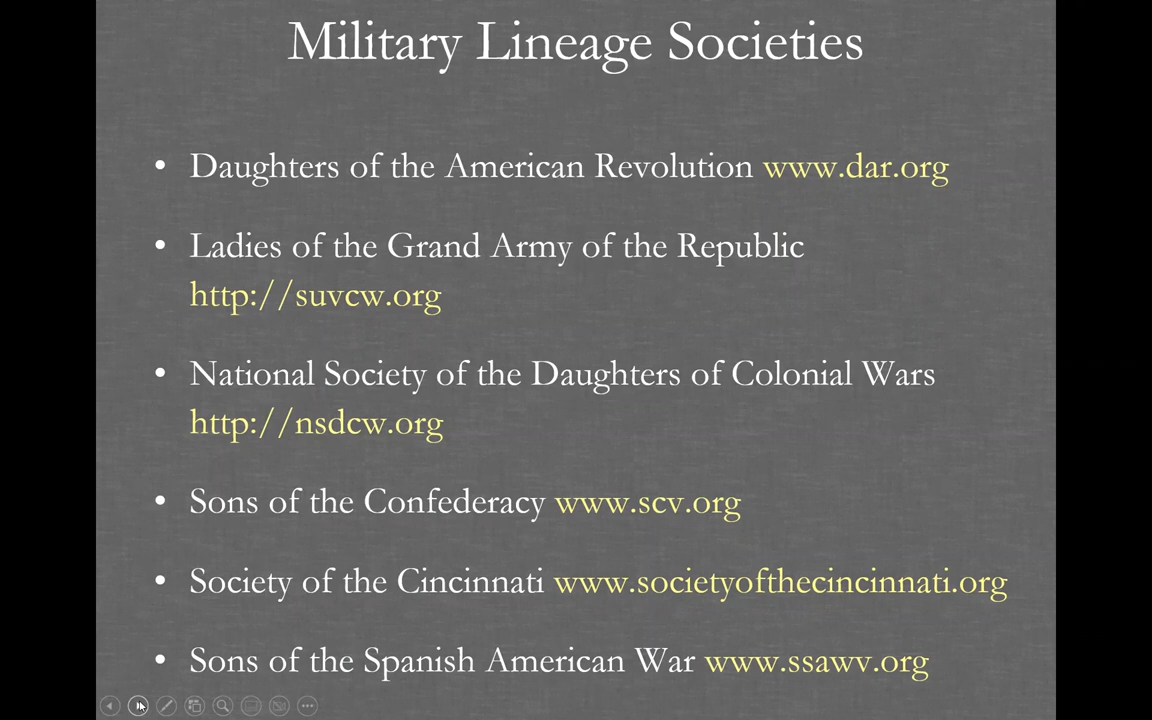 Military Lineage Societies
• Daughters of the American Revolution www.dar.org
• Ladies of the Grand Army of the Republic
http://suvcw.org
• National Society of the Daughters of Colonial Wars
http://nsdcw.org
• Sons of the Confederacy www.scv.org
• Society of the Cincinnati www.societyofthecincinnati.org
• Sons of the Spanish American War www.ssawv.org